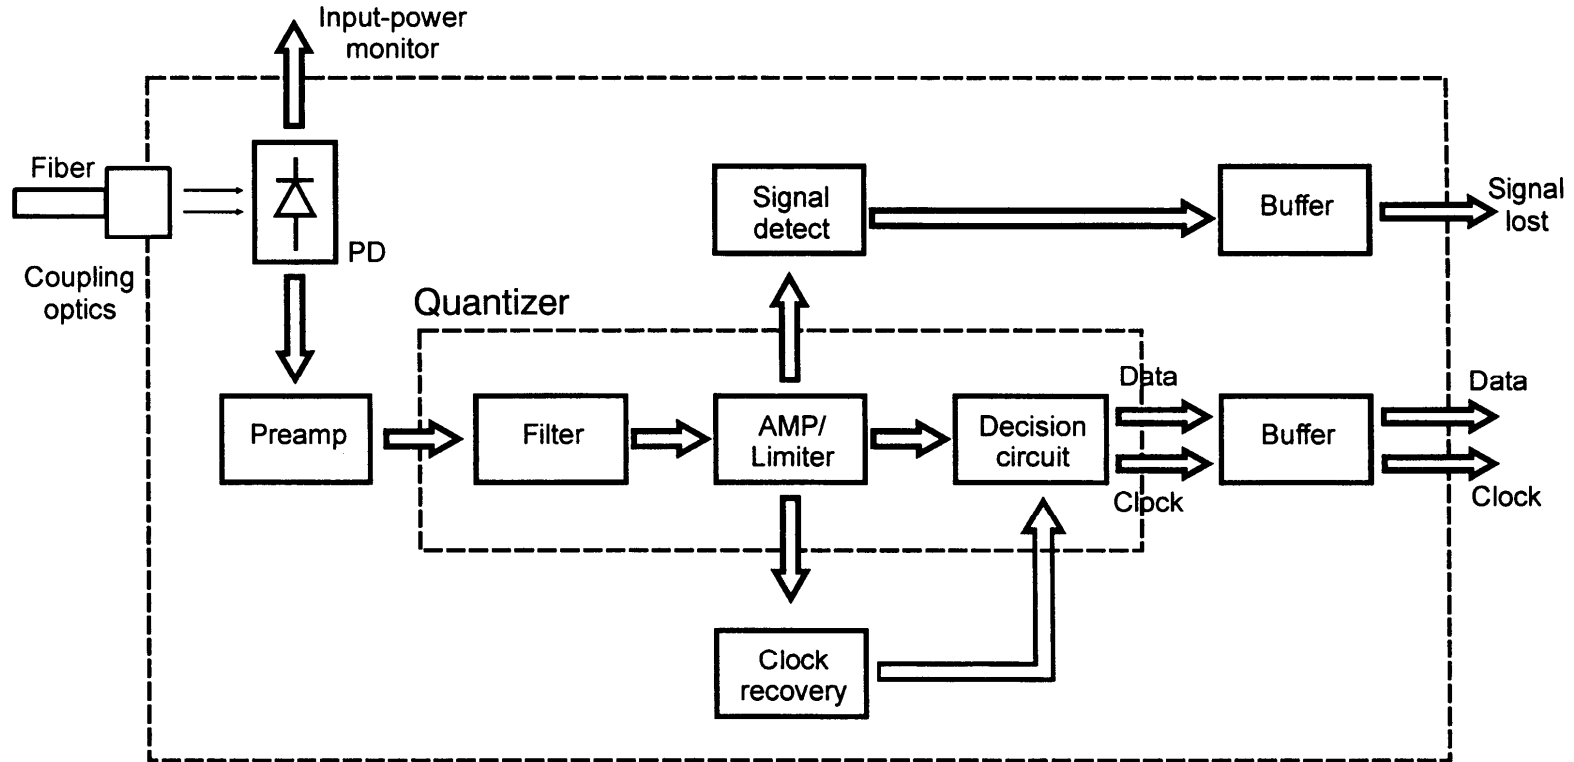 Input-power
monitor
Fiber
Coupling
optics
PD
Signal
detect
Buffer
Signal
lost
Quantizer
Preamp
Filter
AMP/
Limiter
Decision
circuit
Data
Clock
Buffer
Data
Clock
Clock
recovery